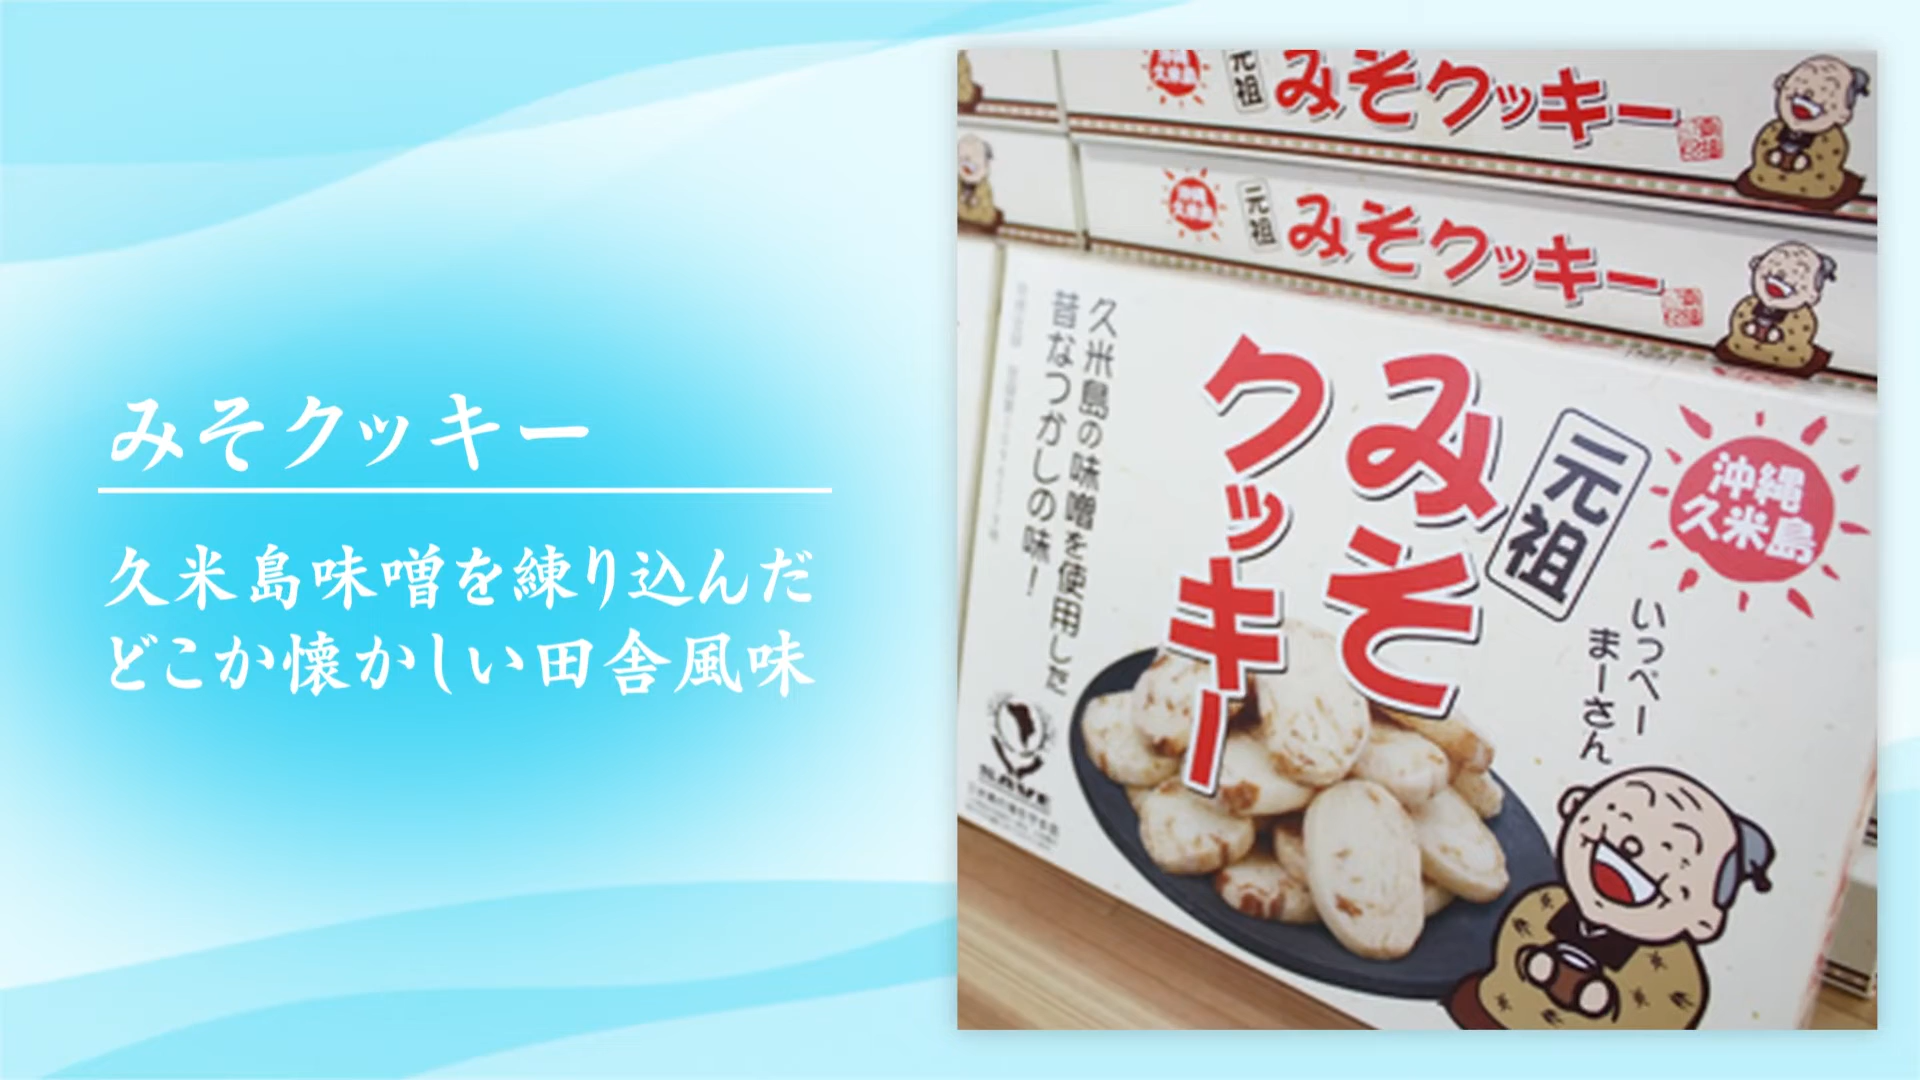 みそクッキー
久米島味噌を練り込んだ
どこか懐かしい田舎風味
元祖
みそクッキー
久米島
元祖
みそクッキー
沖縄
久米島
元祖
みそ
クッキー
いっぺー
まーさん
久米島の味噌を使用した
昔なつかしの味！